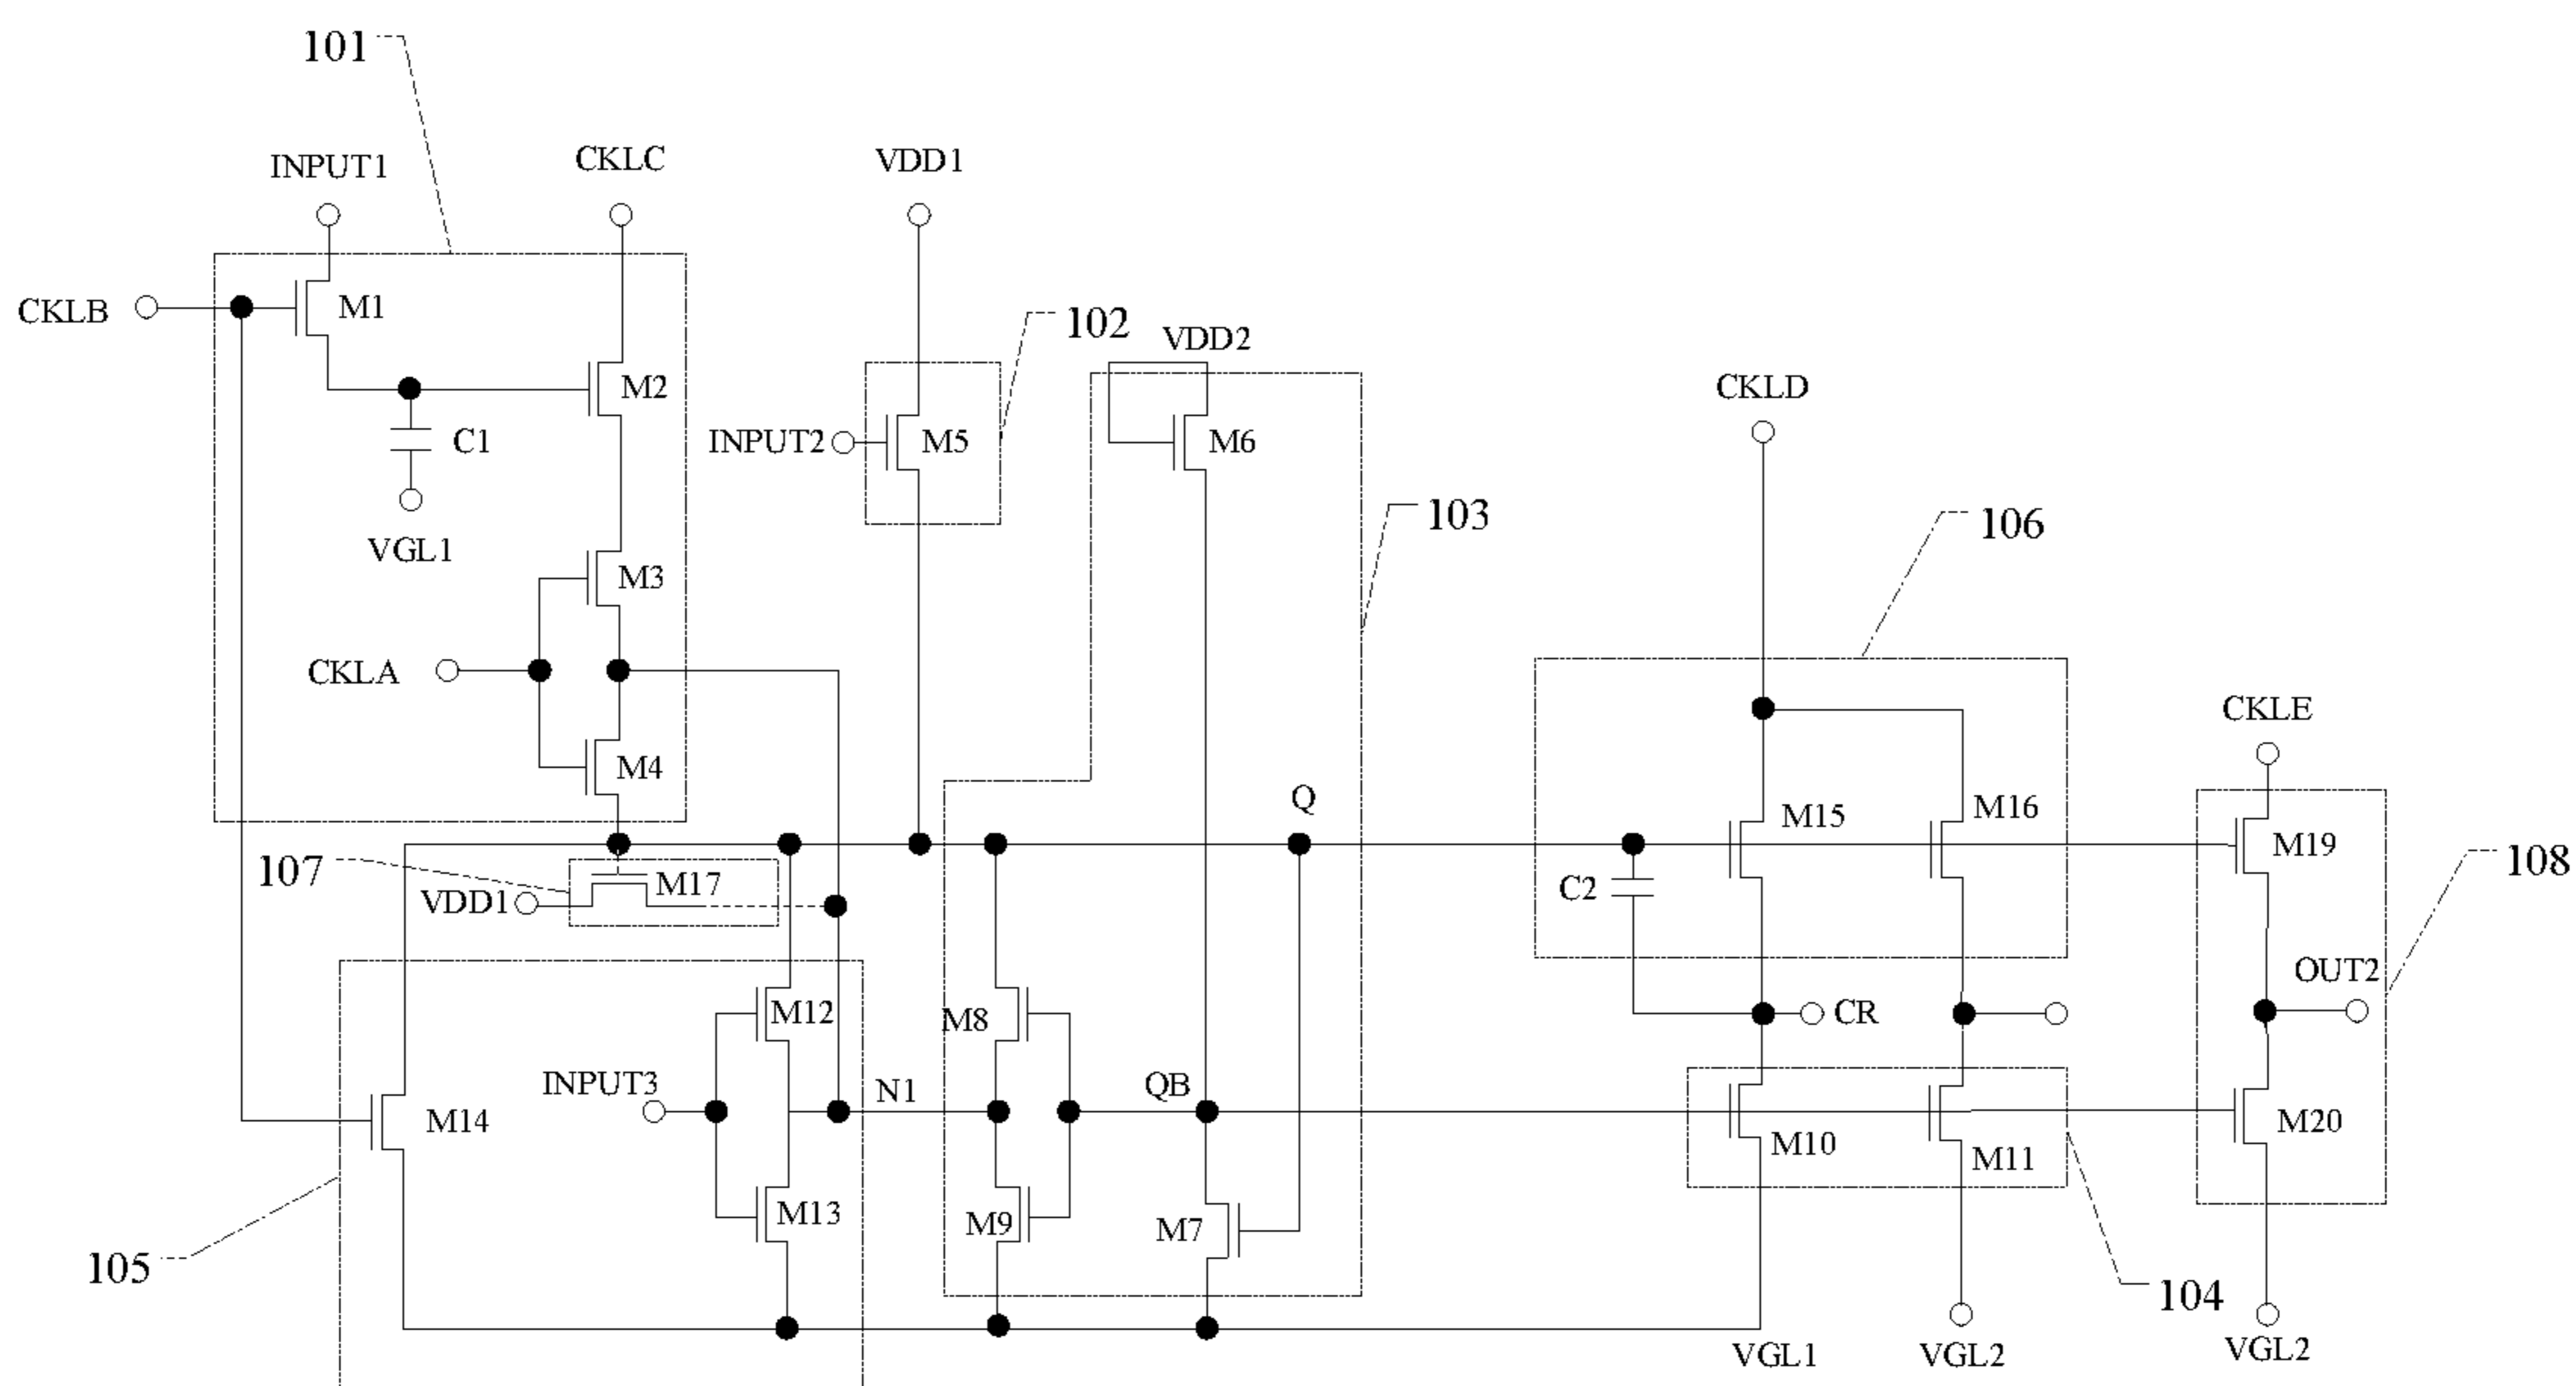 101
INPUT1
CKLC
VDD1
CKLB
M1
102
VDD2
M2
CKLD
C1
INPUT2
M5
M6
103
106
VGL1
M3
CKLA
CKLE
M4
Q
M15
M16
M19
107
M17
C2
108
VDD1
OUT2
M12
M8
CR
INPUT3
N1
QB
M14
M10
M20
M11
M13
M9
M7
105
104
VGL1
VGL2
VGL2